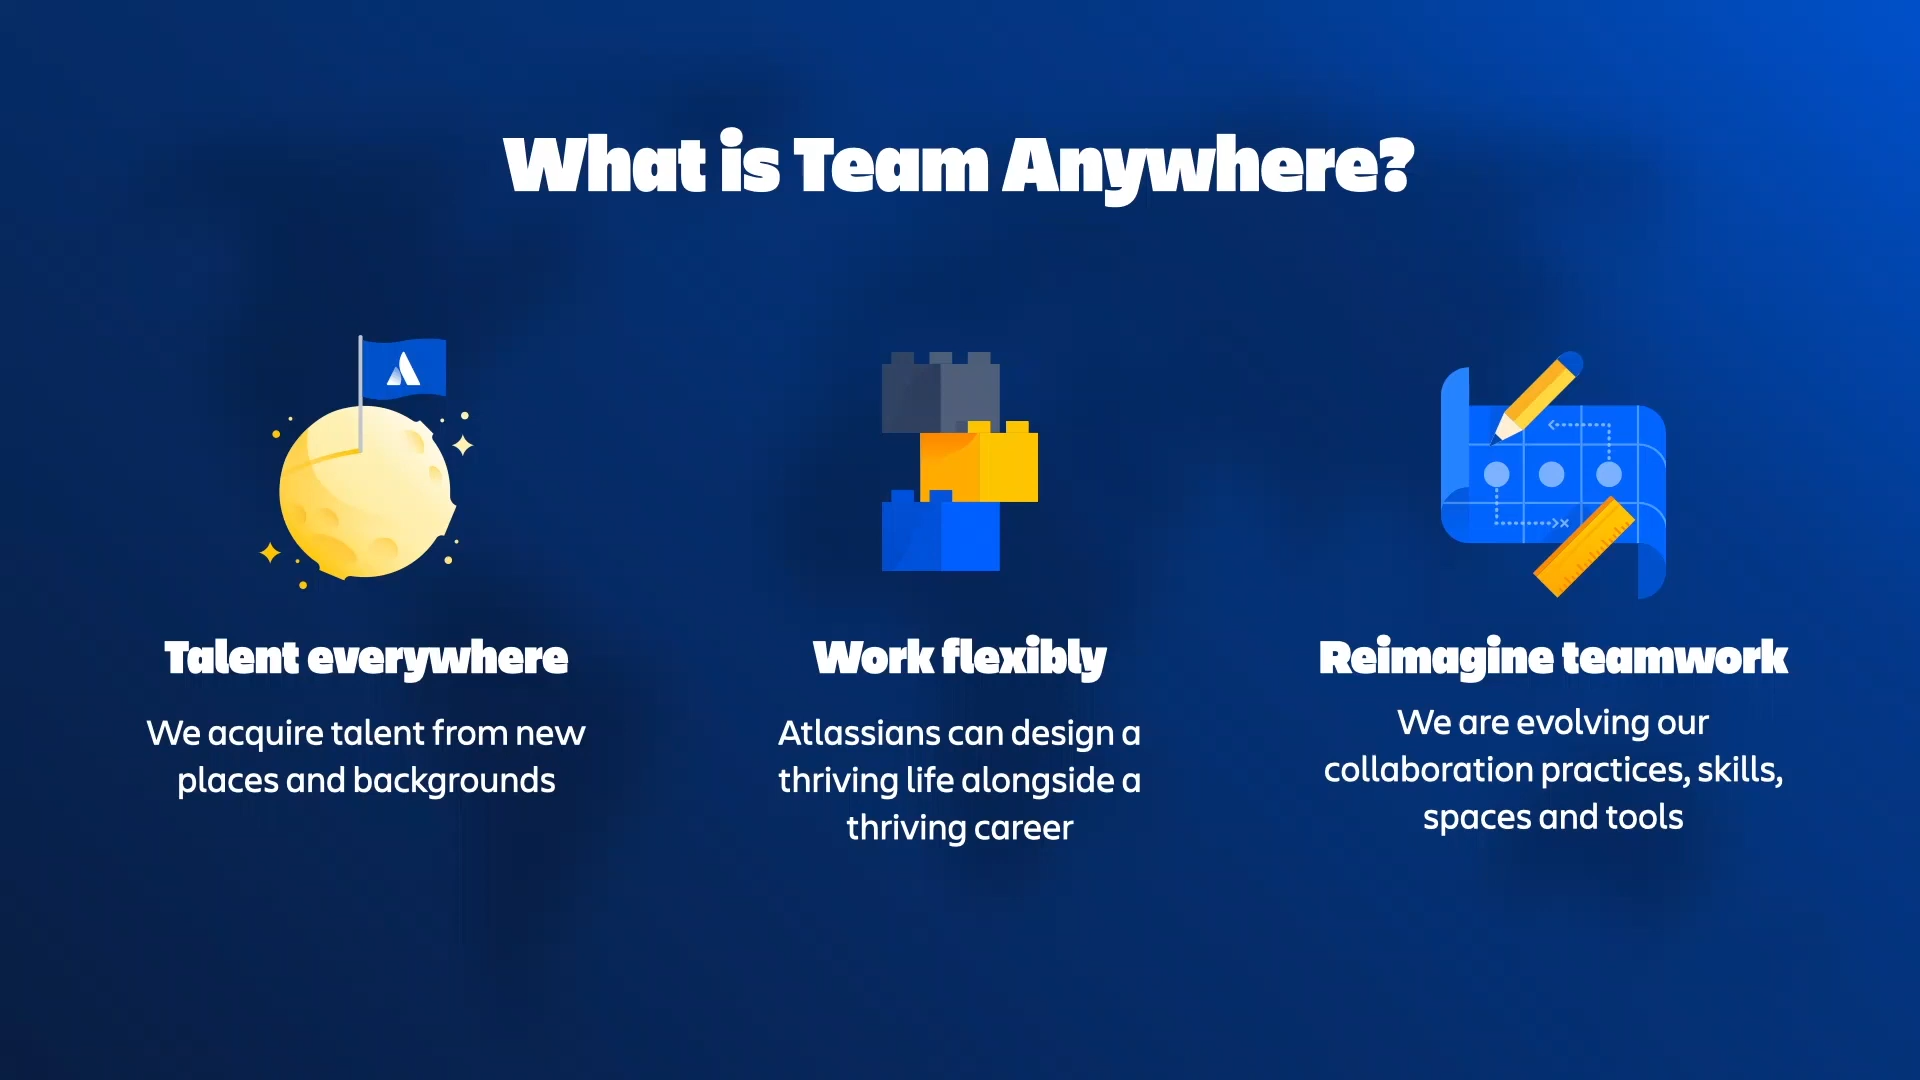 What is Team Anywhere?
Talent everywhere
We acquire talent from new
places and backgrounds
Work flexibly
Atlassians can design a
thriving life alongside a
thriving career
Reimagine teamwork
We are evolving our
collaboration practices, skills,
spaces and tools